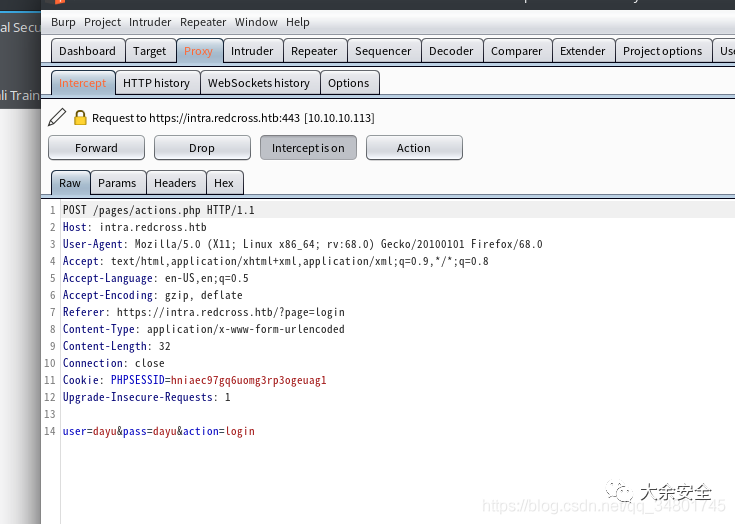 al Secu
Burp Project Intruder Repeater Window Help
Dashboard Target Proxy Intruder Repeater Sequencer Decoder Comparer Extender Project options Use
li Train
Intercept HTTP history WebSockets history Options
Request to https://intra.redcross.htb:443 [10.10.10.113]
Forward Drop Intercept is on Action
Raw Params Headers Hex
1 POST /pages/actions.php HTTP/1.1
2 Host: intra.redcross.htb
3 User-Agent: Mozilla/5.0 (X11; Linux x86_64; rv:68.0) Gecko/20100101 Firefox/68.0
4 Accept: text/html,application/xhtml+xml,application/xml;q=0.9,*/*;q=0.8
5 Accept-Language: en-US,en;q=0.5
6 Accept-Encoding: gzip, deflate
7 Referer: https://intra.redcross.htb/?page=login
8 Content-Type: application/x-www-form-urlencoded
9 Content-Length: 32
10 Connection: close
11 Cookie: PHPSESSID=hniaec97gq6uomg3rp3ogeuag1
12 Upgrade-Insecure-Requests: 1
13
14 user=dayu&pass=dayu&action=login
大余安全
https://blog.csdn.net/qq_34801745